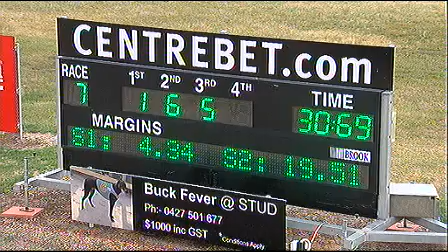 CENTREBET.com
RACE 1ST 2ND 3RD 4TH TIME
7 1 6 5 30:69
MARGINS
S1: 4.34 S2: 19.51
BROOK
Buck Fever @ STUD
Ph:- 0427 501 677 *Conditions Apply
$1000 inc GST